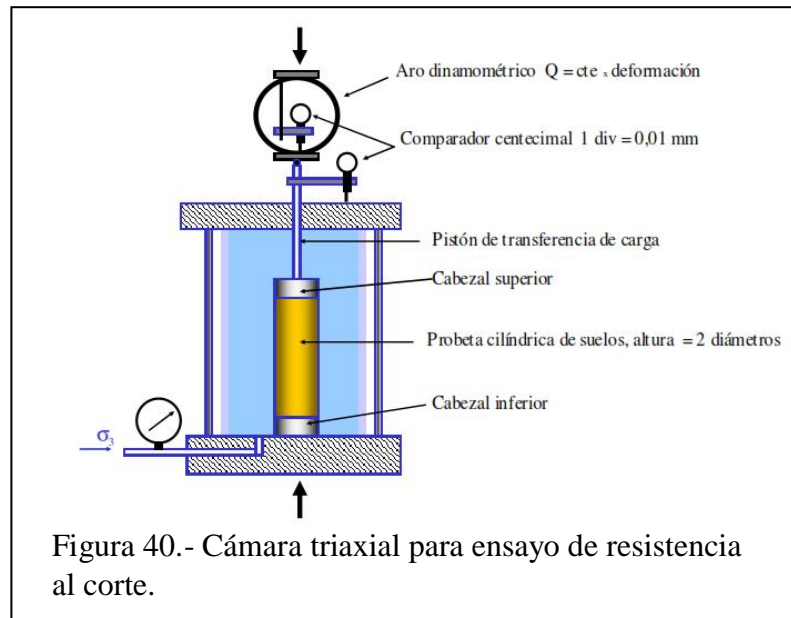 Aro dinamométrico Q = cte x deformación
Comparador centecimal 1 div = 0,01 mm
Pistón de transferencia de carga
Cabezal superior
Probeta cilíndrica de suelos, altura = 2 diámetros
Cabezal inferior
σ3
Figura 40.- Cámara triaxial para ensayo de resistencia
al corte.